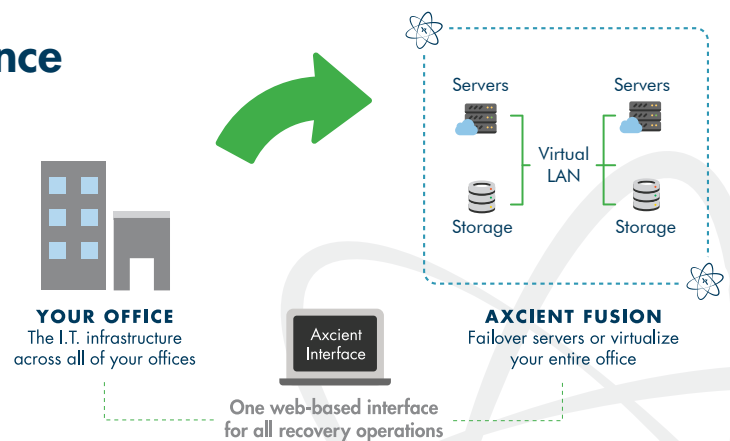 nce
Servers
Servers
Virtual
LAN
Storage
Storage
YOUR OFFICE
The I.T. infrastructure
across all of your offices
Axcient
Interface
AXCIENT FUSION
Failover servers or virtualize
your entire office
One web-based interface
for all recovery operations